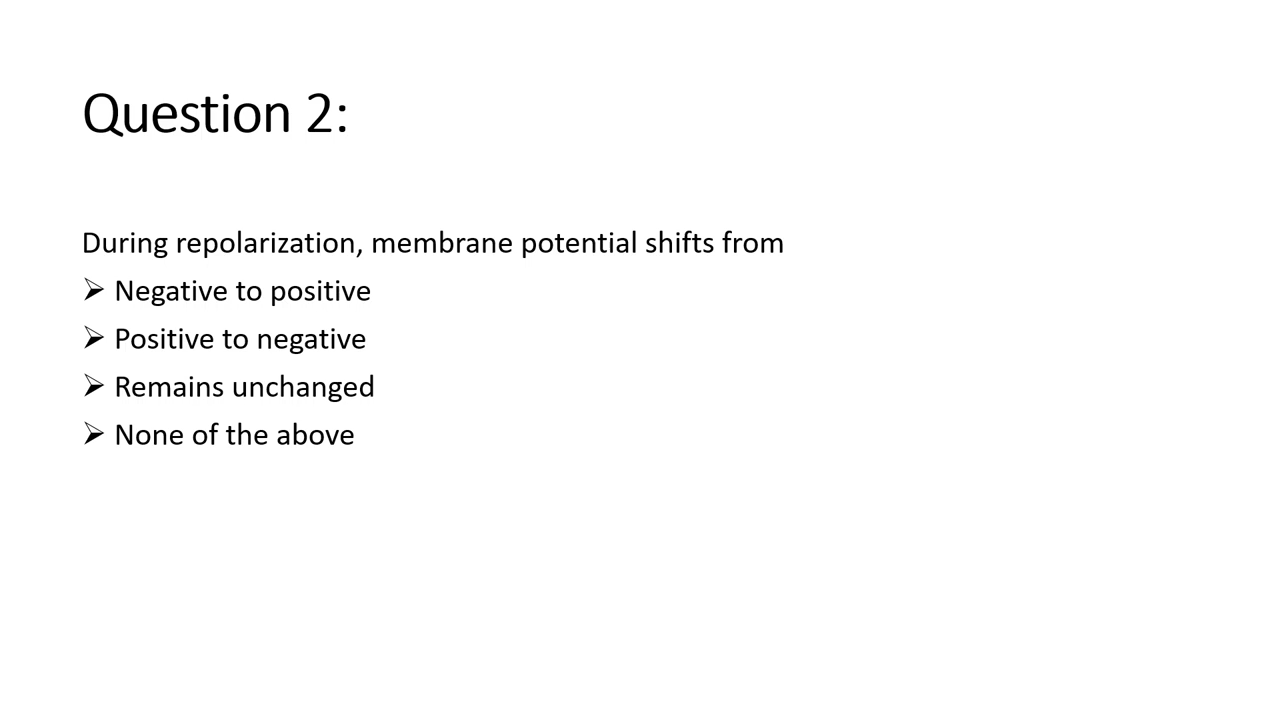 Question 2:
During repolarization, membrane potential shifts from
➢ Negative to positive
➢ Positive to negative
➢ Remains unchanged
➢ None of the above